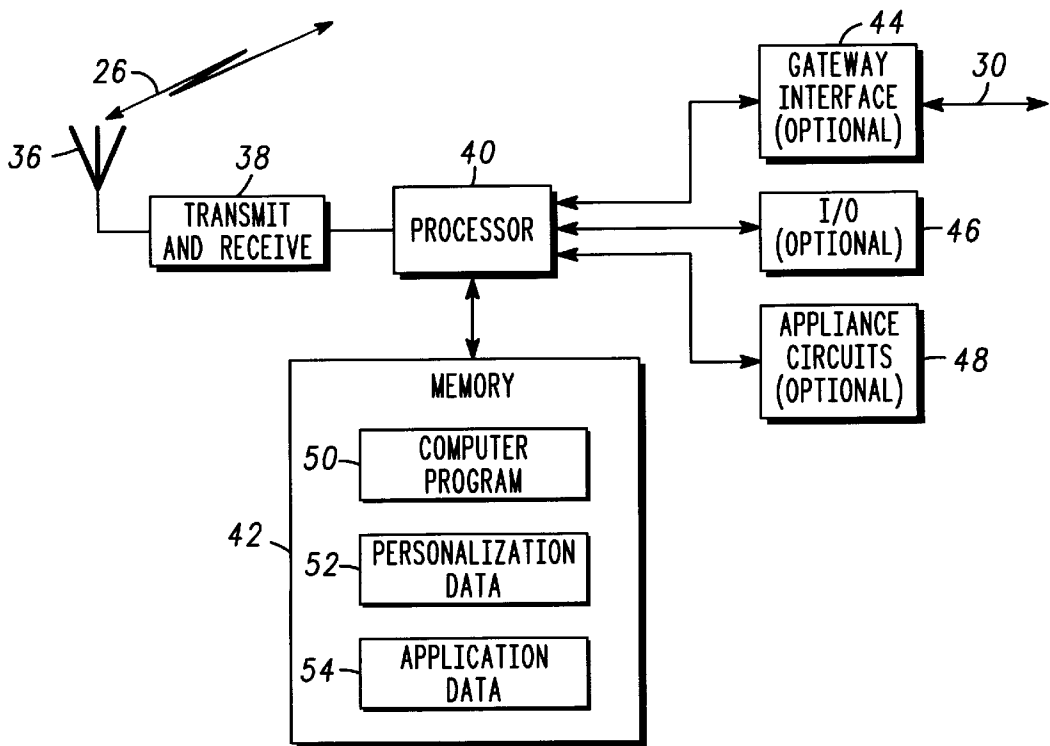 26
36
38
TRANSMIT
AND RECEIVE
40
PROCESSOR
44
GATEWAY
INTERFACE
(OPTIONAL)
30
I/O
(OPTIONAL)
46
APPLIANCE
CIRCUITS
(OPTIONAL)
48
42
MEMORY
50
COMPUTER
PROGRAM
52
PERSONALIZATION
DATA
54
APPLICATION
DATA